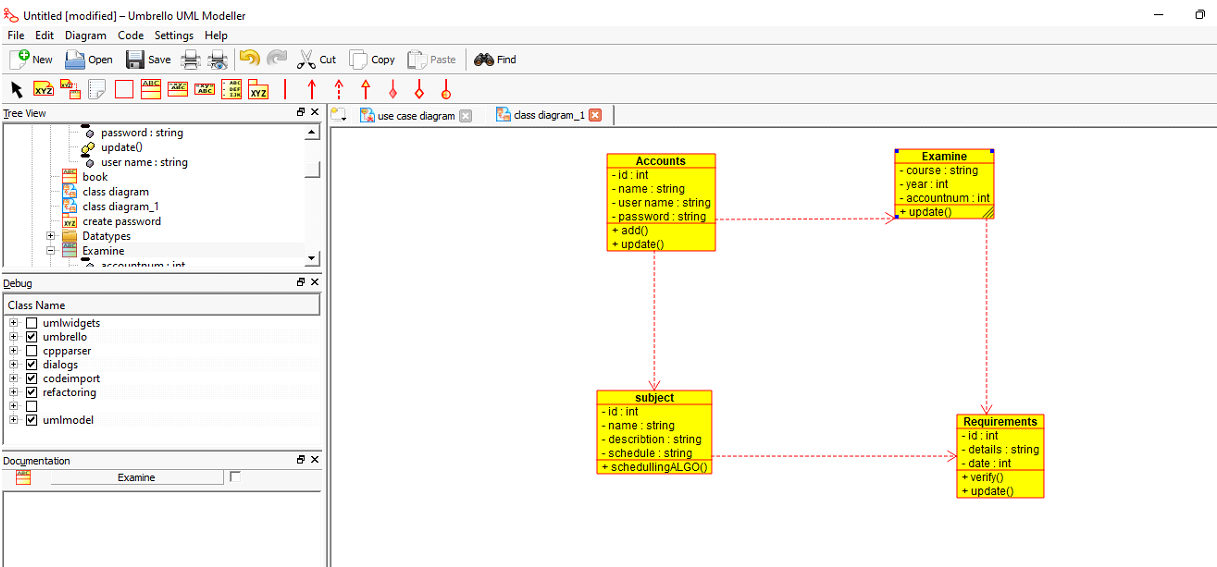 Untitled [modified] – Umbrello UML Modeller
File Edit Diagram Code Settings Help
New Open Save Cut Copy Paste Find
XYZ XYZ ABC XYZ ABC XYZ ABC ABC DEF IJK XYZ
Tree View
password : string
update()
user name : string
book
class diagram
class diagram_1
create password
Datatypes
Examine
accountnum : int
Debug
Class Name
umlwidgets
umbrello
cppparser
dialogs
codeimport
refactoring
umlmodel
Documentation
Examine
use case diagram class diagram_1
Accounts
- id : int
- name : string
- user name : string
- password : string
+ add()
+ update()
Examine
- course : string
- year : int
- accountnum : int
+ update()
subject
- id : int
- name : string
- describtion : string
- schedule : string
+ schedullingALGO()
Requirements
- id : int
- details : string
- date : int
+ verify()
+ update()